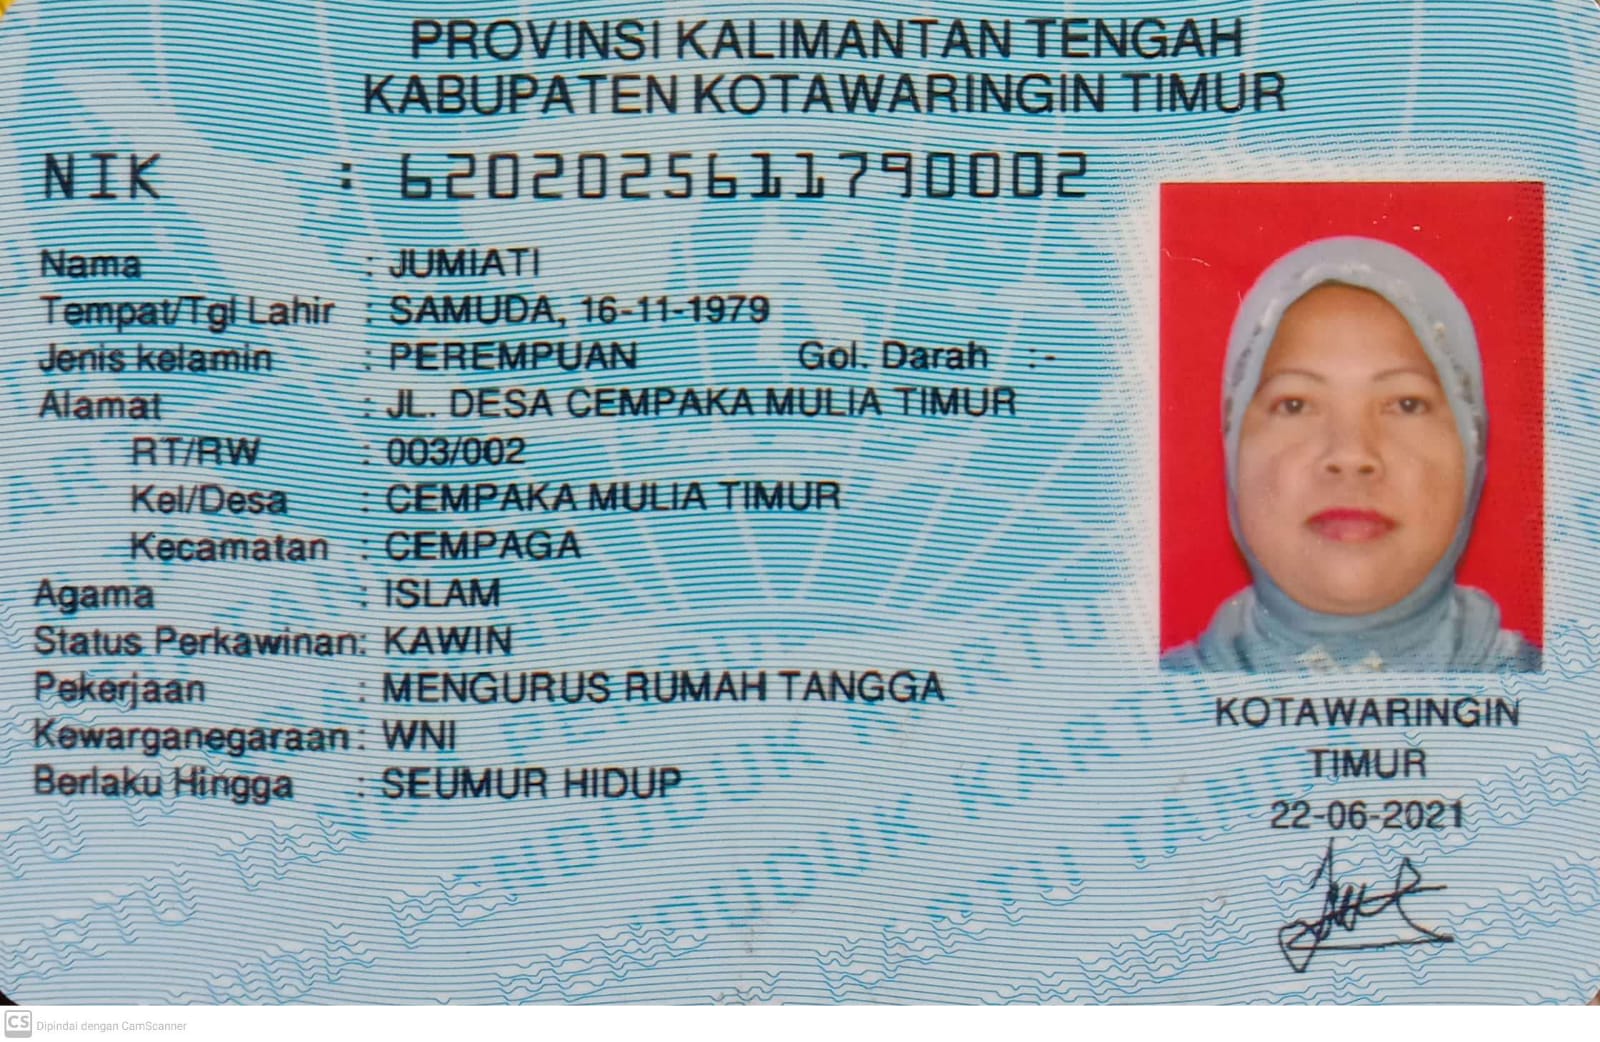 PROVINSI KALIMANTAN TENGAH
KABUPATEN KOTAWARINGIN TIMUR
NIK : 6202025611790002
Nama : JUMIATI
Tempat/Tgl Lahir : SAMUDA, 16-11-1979
Jenis kelamin : PEREMPUAN Gol. Darah : -
Alamat : JL. DESA CEMPAKA MULIA TIMUR
RT/RW : 003/002
Kel/Desa : CEMPAKA MULIA TIMUR
Kecamatan : CEMPAGA
Agama : ISLAM
Status Perkawinan: KAWIN
Pekerjaan : MENGURUS RUMAH TANGGA
Kewarganegaraan : WNI
Berlaku Hingga : SEUMUR HIDUP
KOTAWARINGIN
TIMUR
22-06-2021
CS Dipindai dengan CamScanner